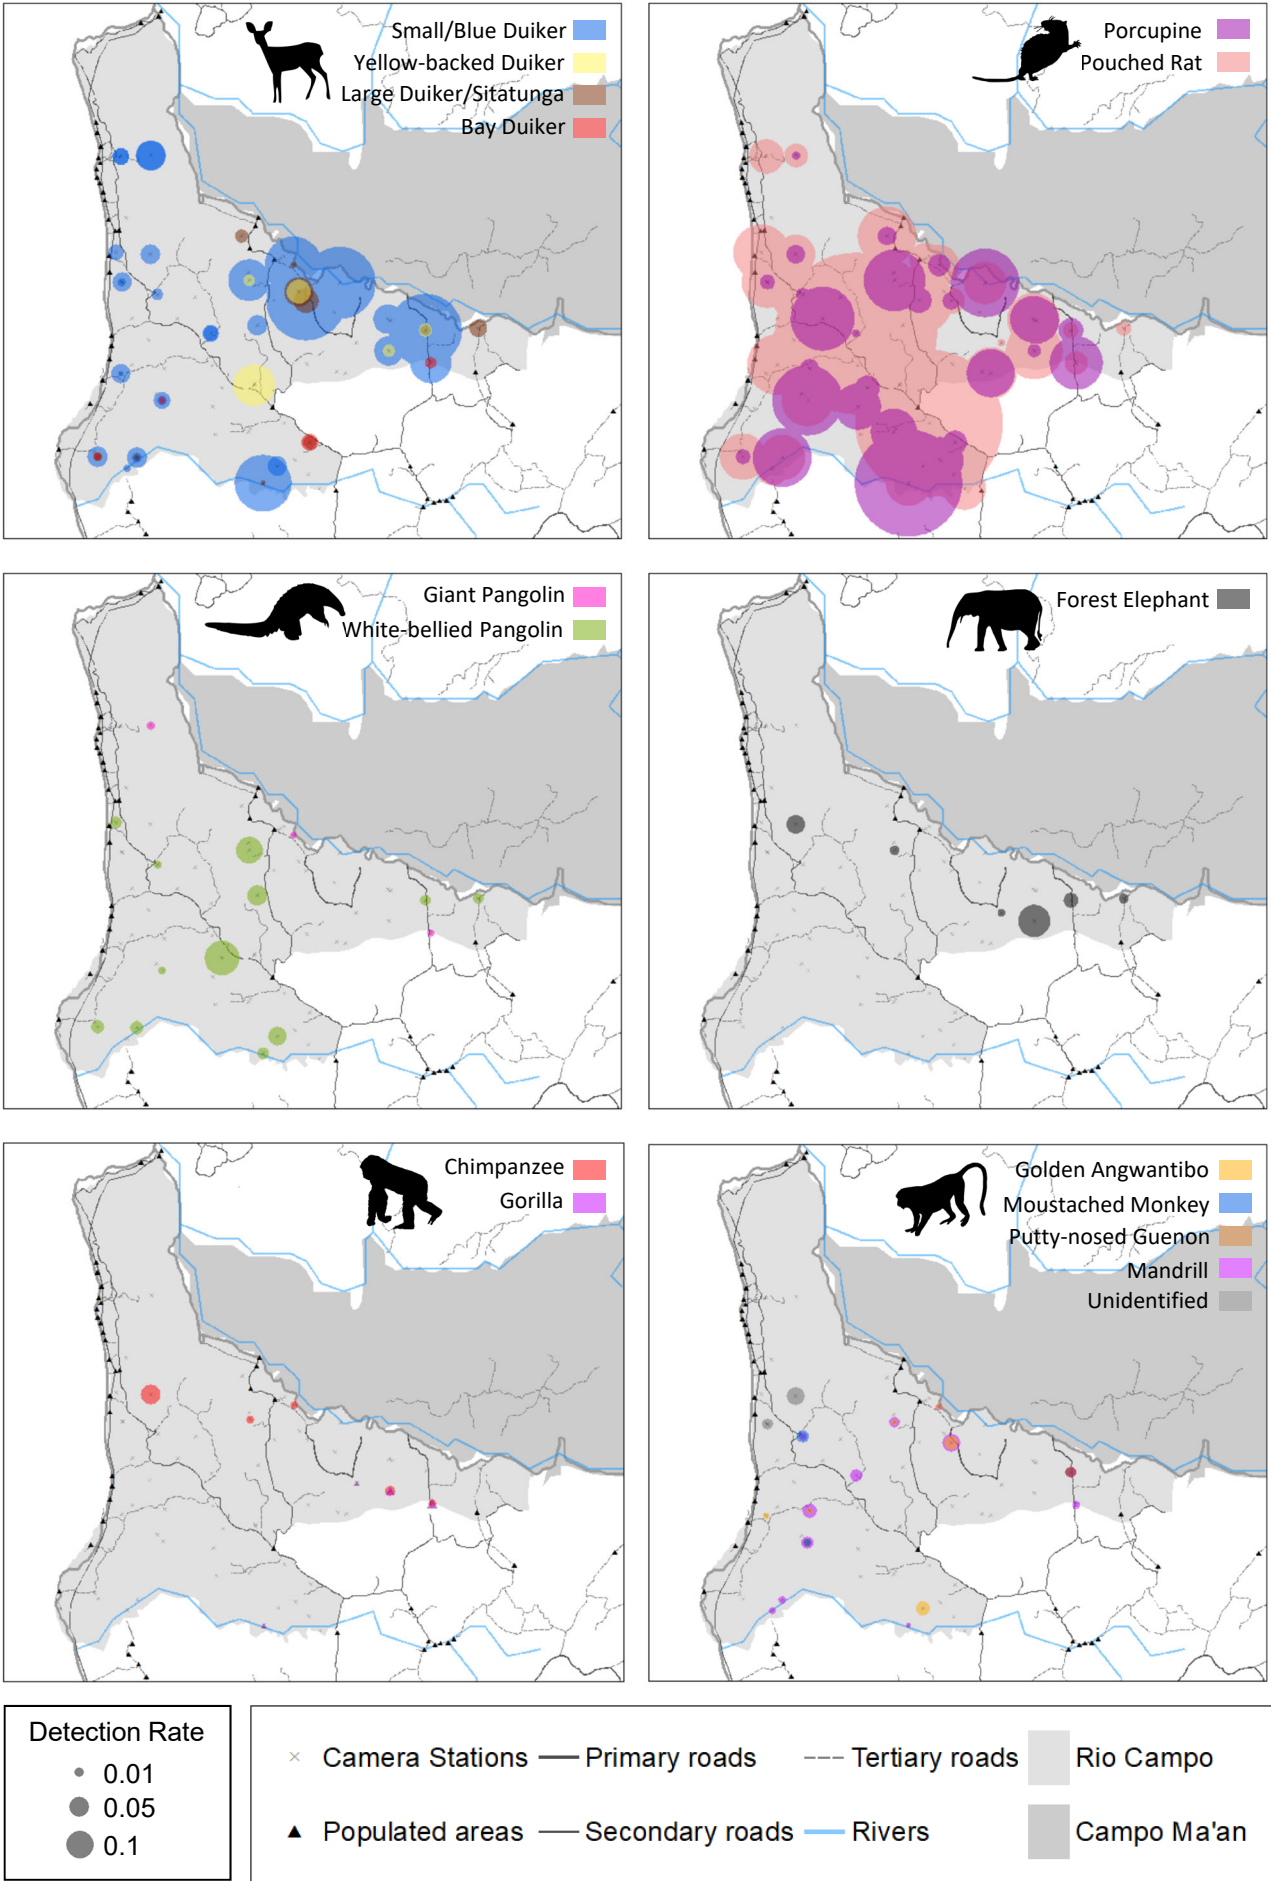 Small/Blue Duiker
Yellow-backed Duiker
Large Duiker/Sitatunga
Bay Duiker
Porcupine
Pouched Rat
Giant Pangolin
White-bellied Pangolin
Forest Elephant
Chimpanzee
Gorilla
Golden Angwantibo
Moustached Monkey
Putty-nosed Guenon
Mandrill
Unidentified
Detection Rate
0.01
0.05
0.1
Camera Stations
Primary roads
Tertiary roads
Rio Campo
Populated areas
Secondary roads
Rivers
Campo Ma'an